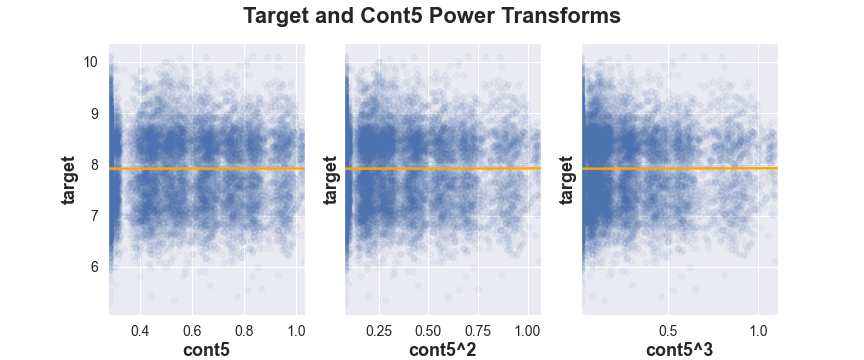 Target and Cont5 Power Transforms
target
10
9
8
7
6
0.4 0.6 0.8 1.0
cont5
target
0.25 0.50 0.75 1.00
cont5^2
target
0.5 1.0
cont5^3